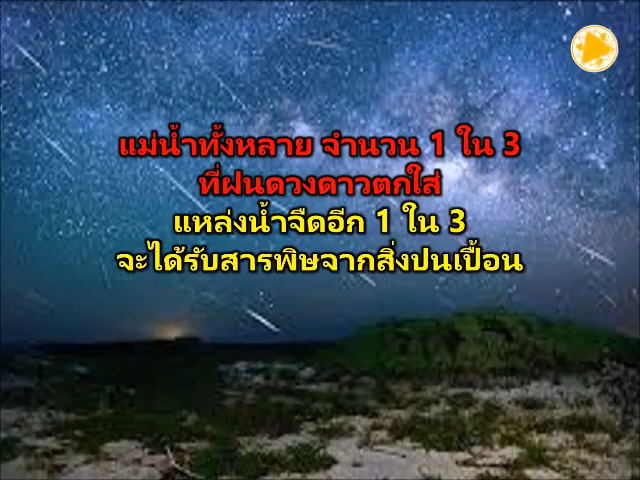 แม่น้ำทั้งหลาย จำนวน 1 ใน 3
ที่ฝนดวงดาวตกใส่
แหล่งน้ำจืดอีก 1 ใน 3
จะได้รับสารพิษจากสิ่งปนเปื้อน